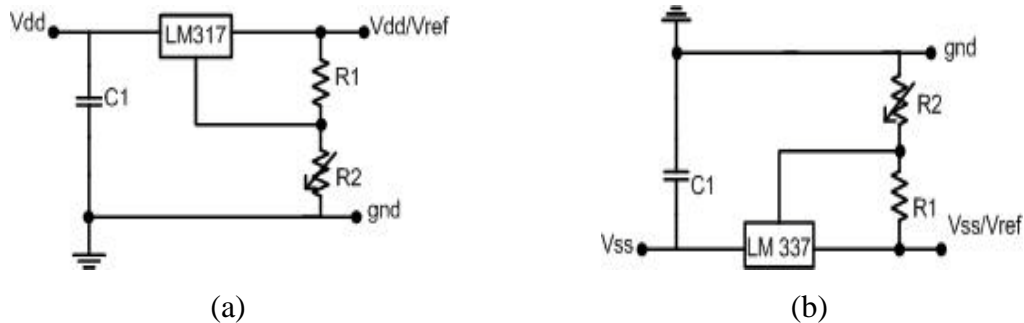 Vdd
LM317
Vdd/Vref
R1
C1
R2
gnd
(a)
gnd
R2
C1
R1
Vss
LM 337
Vss/Vref
(b)